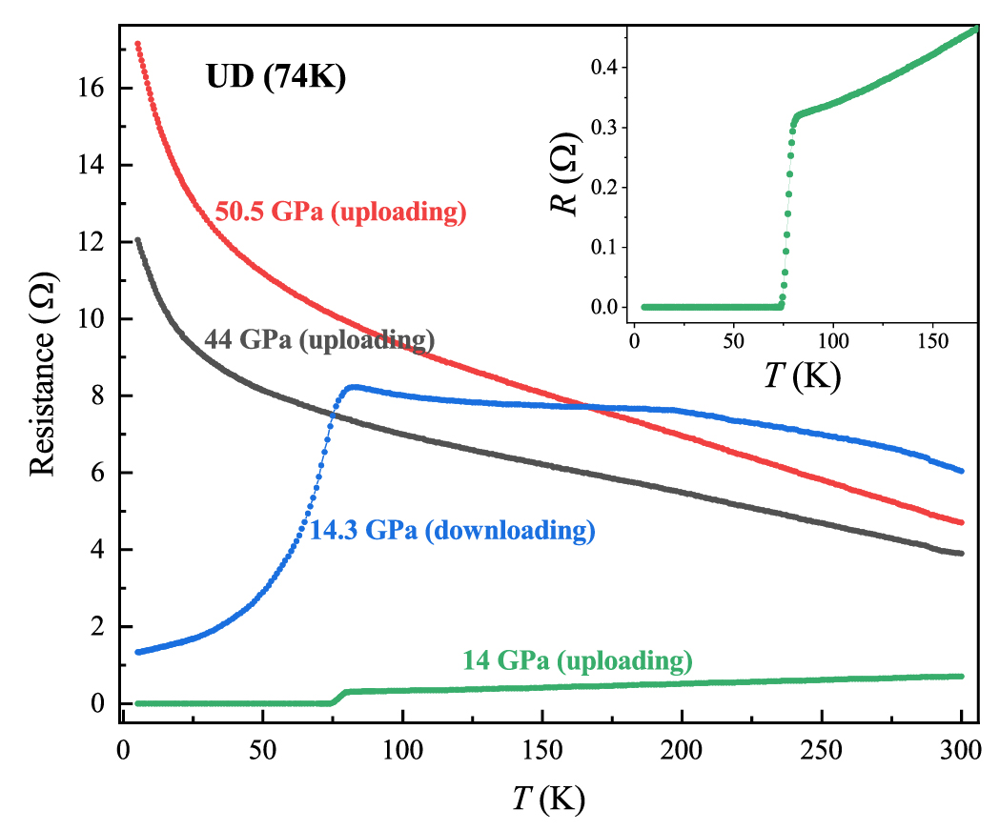 UD (74K)
50.5 GPa (uploading)
44 GPa (uploading)
14.3 GPa (downloading)
14 GPa (uploading)
Resistance (Ω)
16
14
12
10
8
6
4
2
0
0 50 100 150 200 250 300
T (K)
R (Ω)
0.4
0.3
0.2
0.1
0.0
0 50 100 150
T (K)